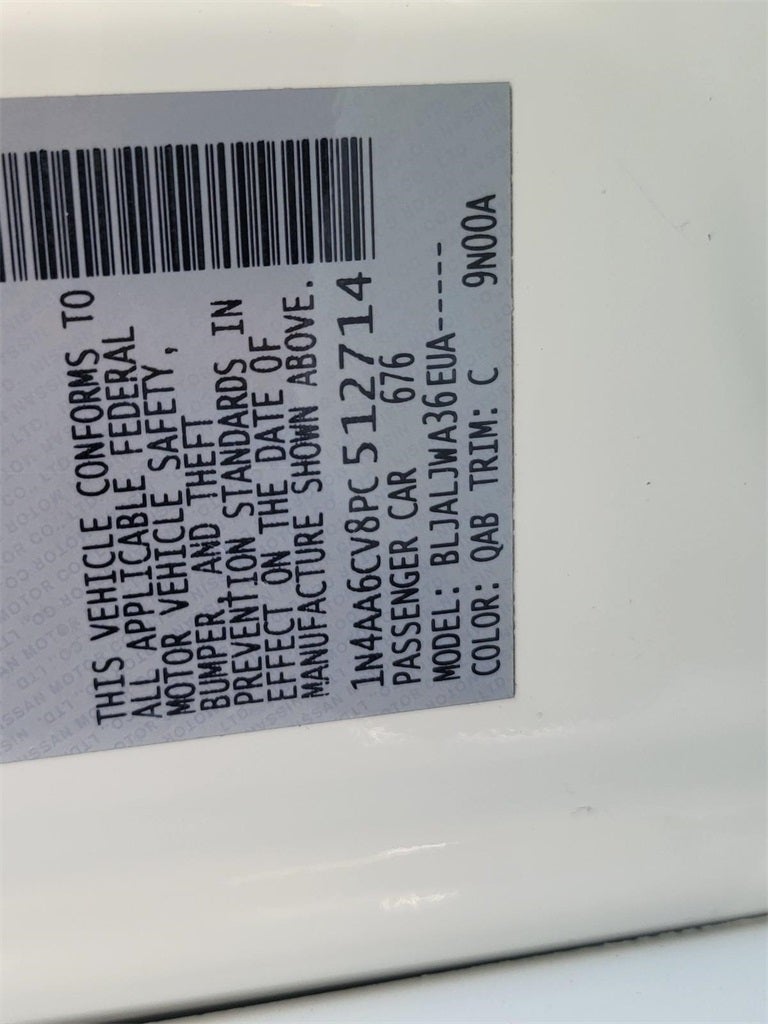 THIS VEHICLE CONFORMS TO
ALL APPLICABLE FEDERAL
MOTOR VEHICLE SAFETY,
BUMPER, AND THEFT
PREVENTION STANDARDS IN
EFFECT ON THE DATE OF
MANUFACTURE SHOWN ABOVE.
1N4AA6CV8PC512714
PASSENGER CAR 676
MODEL: BLJALJWA36EUA-----
COLOR: QAB TRIM: C 9N00A